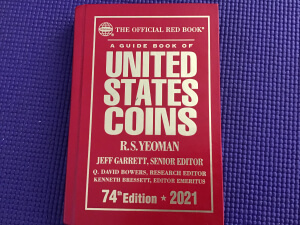 THE OFFICIAL RED BOOK®
A GUIDE BOOK OF
UNITED
STATES
COINS
R.S. YEOMAN
JEFF GARRETT, SENIOR EDITOR
Q. DAVID BOWERS, RESEARCH EDITOR
KENNETH BRESSETT, EDITOR EMERITUS
74th Edition ★ 2021